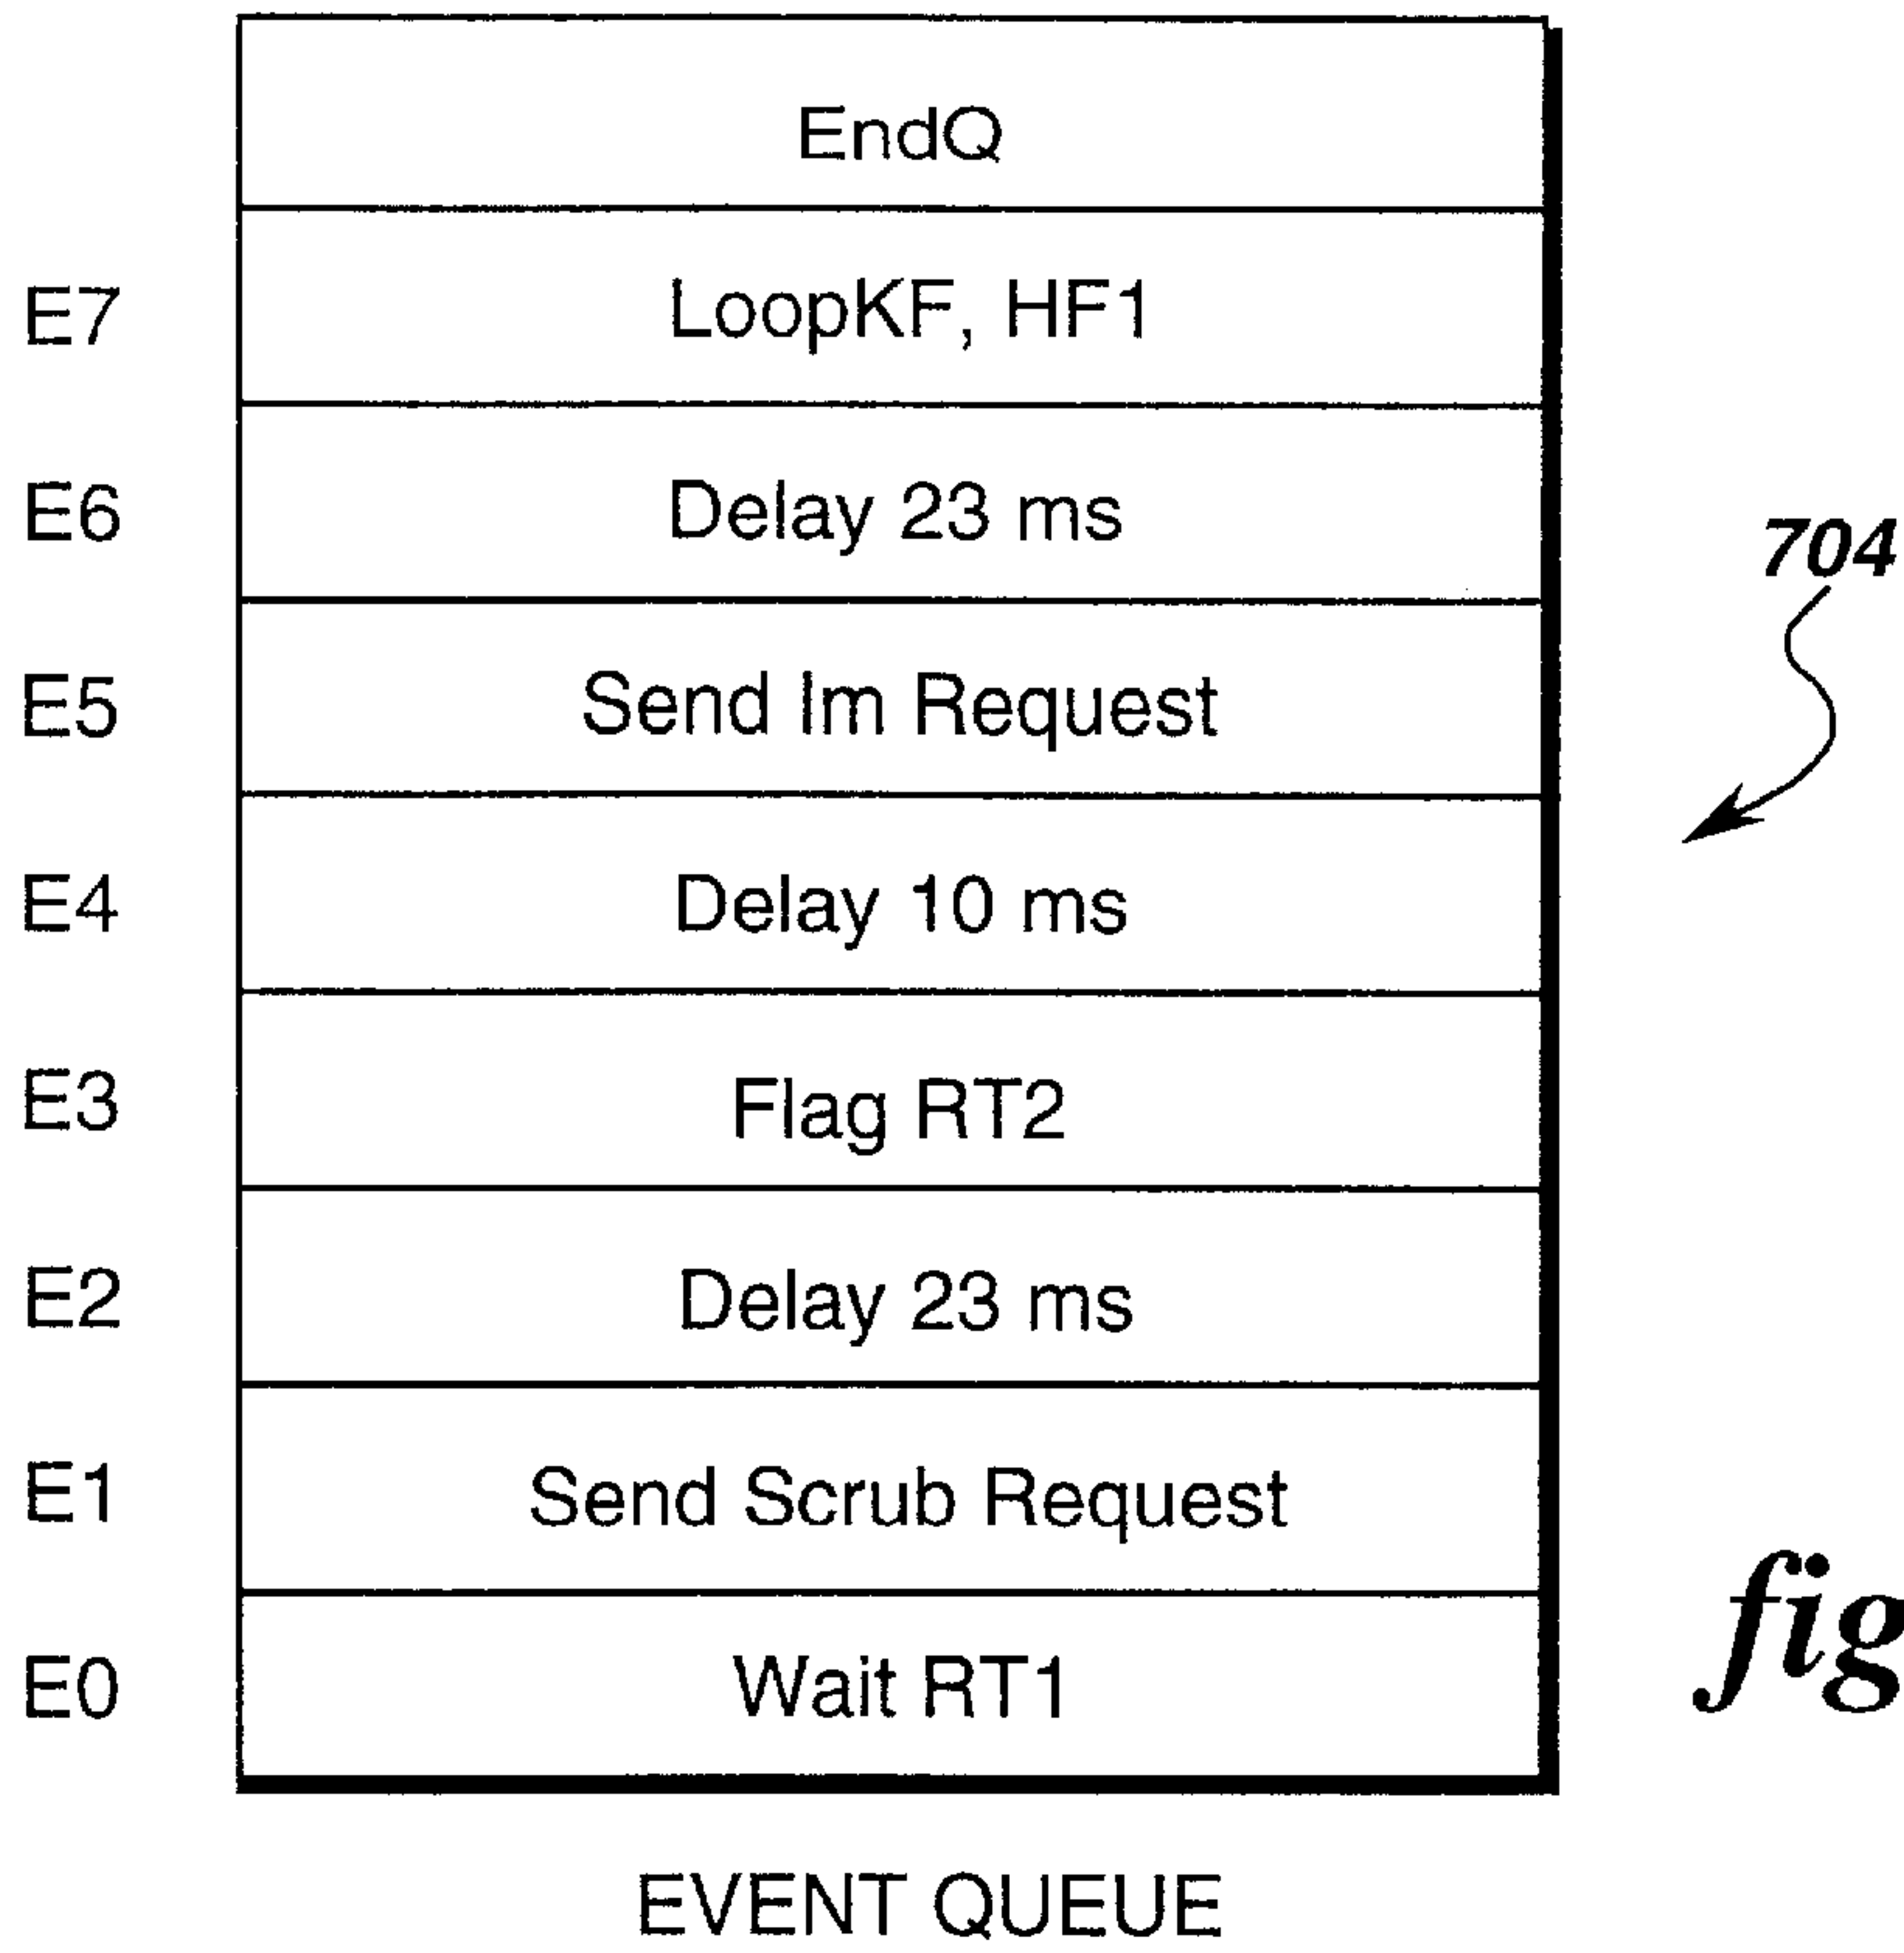 EndQ
E7 LoopKF, HF1
E6 Delay 23 ms
704
E5 Send Im Request
E4 Delay 10 ms
E3 Flag RT2
E2 Delay 23 ms
E1 Send Scrub Request
E0 Wait RT1
fig
EVENT QUEUE